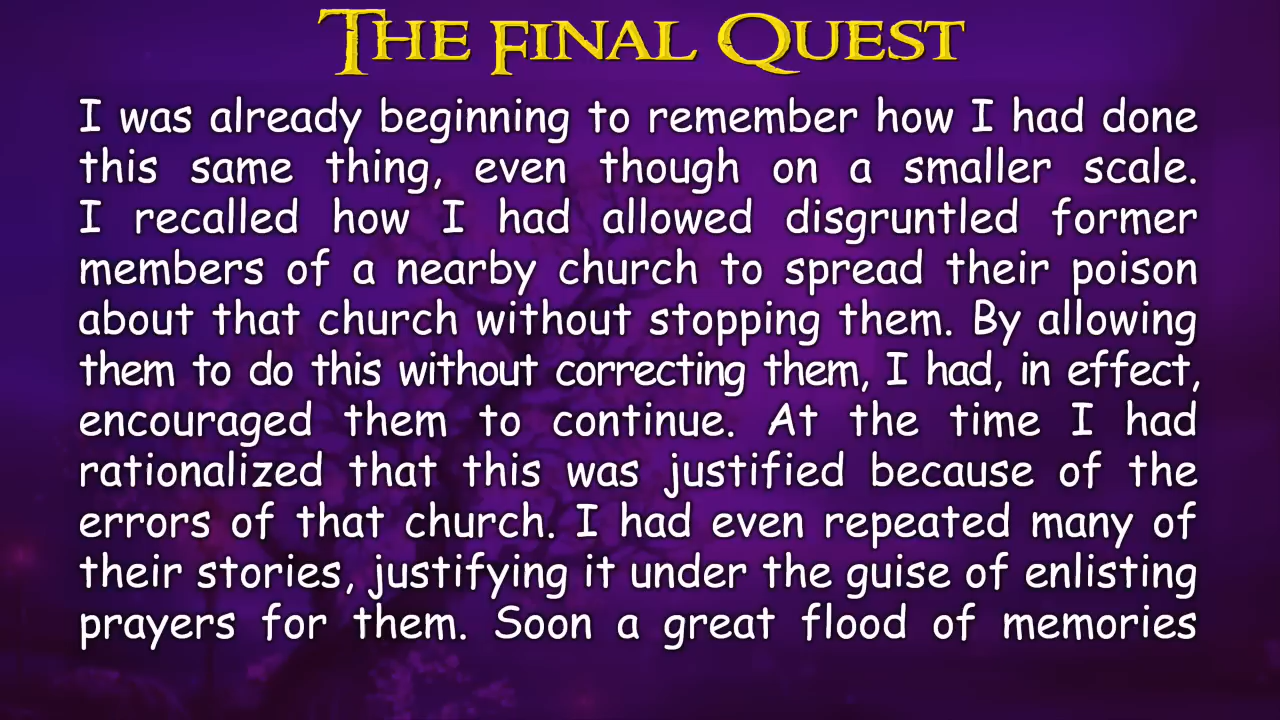 The Final Quest
I was already beginning to remember how I had done
this same thing, even though on a smaller scale.
I recalled how I had allowed disgruntled former
members of a nearby church to spread their poison
about that church without stopping them. By allowing
them to do this without correcting them, I had, in effect,
encouraged them to continue. At the time I had
rationalized that this was justified because of the
errors of that church. I had even repeated many of
their stories, justifying it under the guise of enlisting
prayers for them. Soon a great flood of memories